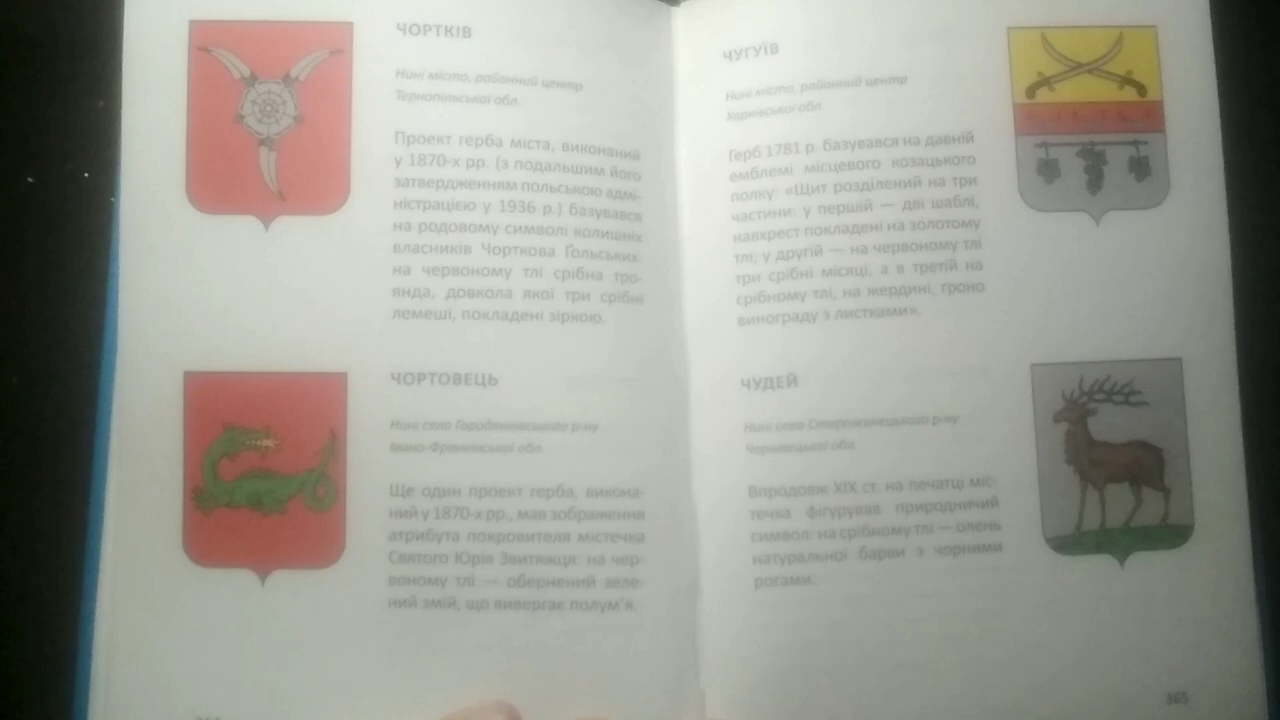 ЧОРТКІВ
Нині місто, районний центр
Тернопільської обл.
Проект герба міста, виконаний
у 1870-х рр. (з подальшим його
затвердженням польською адмі-
ністрацією у 1936 р.) базувався
на родовому символі колишніх
власників Чорткова Гольських:
на червоному тлі срібна тро-
янда, довкола якої три срібні
лемеші, покладені зіркою.
ЧОРТОВЕЦЬ
Нині село Городенківського р-ну
Івано-Франківської обл.
Ще один проект герба, викона-
ний у 1870-х рр., мав зображення
атрибута покровителя містечка
Святого Юрія Звитяжця: на чер-
воному тлі — обернений зеле-
ний змій, що вивергає полум'я.
ЧУГУЇВ
Нині місто, районний центр
Харківської обл.
Герб 1781 р. базувався на давній
емблемі місцевого козацького
полку: «Щит розділений на три
частини: у першій — дві шаблі,
навхрест покладені на золотому
тлі, у другій — на червоному тлі
три срібні місяці, а в третій на
срібному тлі, на жердині, ґроно
винограду з листками».
ЧУДЕЙ
Нині село Сторожинецького р-ну
Чернівецької обл.
Впродовж XIX ст. на печатці міс-
течка фігурував природничий
символ: на срібному тлі — олень
натуральної барви з чорними
рогами.
365